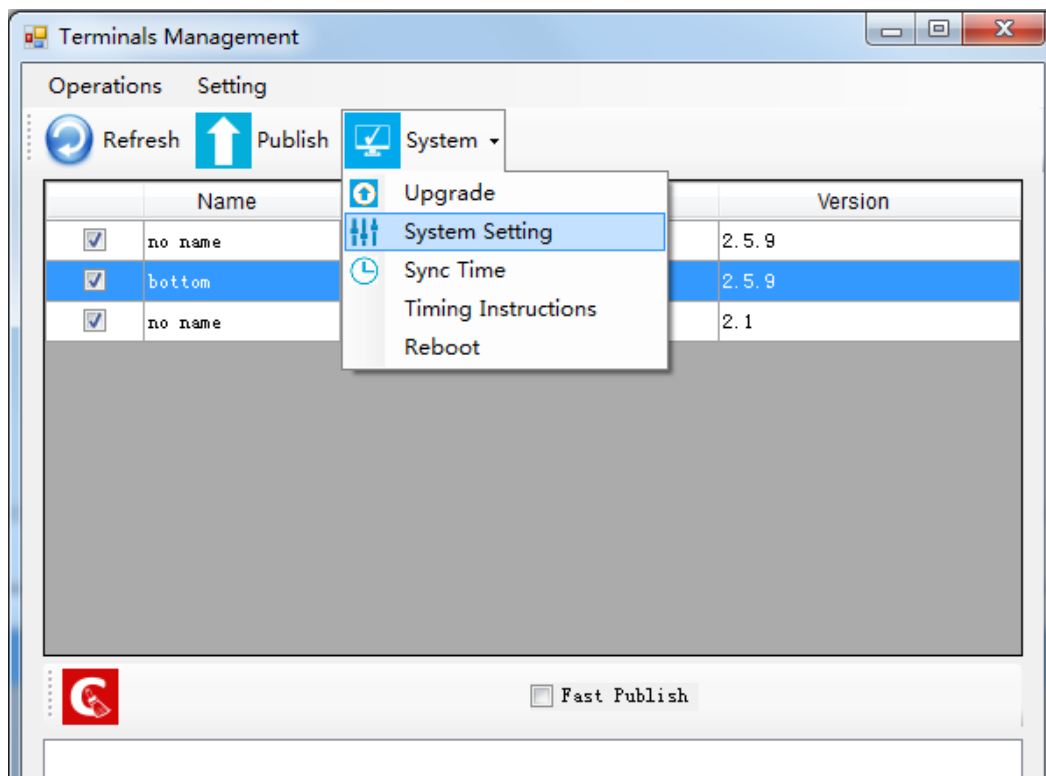 Terminals Management
Operations Setting
Refresh Publish System
Name Version
Upgrade
no name System Setting 2.5.9
bottom Sync Time 2.5.9
Timing Instructions
no name 2.1
Reboot
Fast Publish